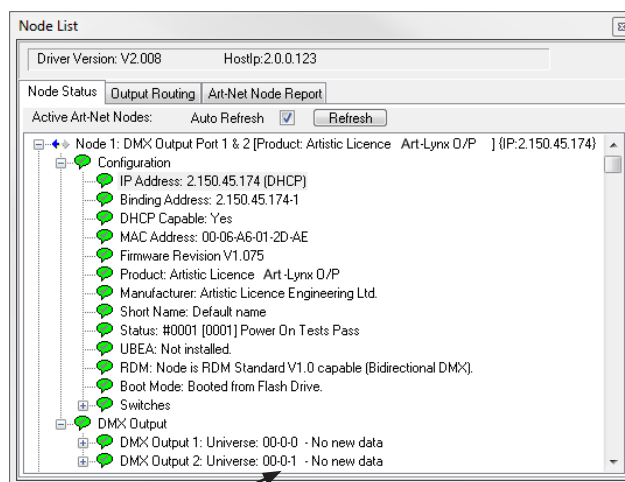 Node List
Driver Version: V2.008 HostIp:2.0.0.123
Node Status Output Routing Art-Net Node Report
Active Art-Net Nodes: Auto Refresh Refresh
Node 1: DMX Output Port 1 & 2 [Product: Artistic Licence Art-Lynx O/P ] {IP:2.150.45.174}
Configuration
IP Address: 2.150.45.174 (DHCP)
Binding Address: 2.150.45.174-1
DHCP Capable: Yes
MAC Address: 00-06-A6-01-2D-AE
Firmware Revision V1.075
Product: Artistic Licence Art-Lynx O/P
Manufacturer: Artistic Licence Engineering Ltd.
Short Name: Default name
Status: #0001 [0001] Power On Tests Pass
UBEA: Not installed.
RDM: Node is RDM Standard V1.0 capable (Bidirectional DMX).
Boot Mode: Booted from Flash Drive.
Switches
DMX Output
DMX Output 1: Universe: 00-0-0 - No new data
DMX Output 2: Universe: 00-0-1 - No new data